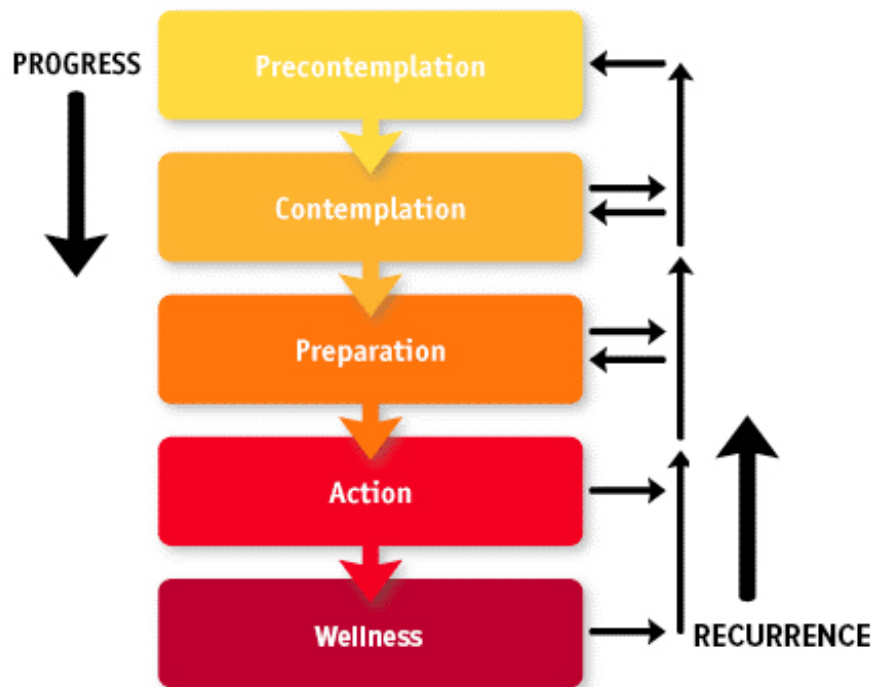 PROGRESS
Precontemplation
Contemplation
Preparation
Action
Wellness
RECURRENCE